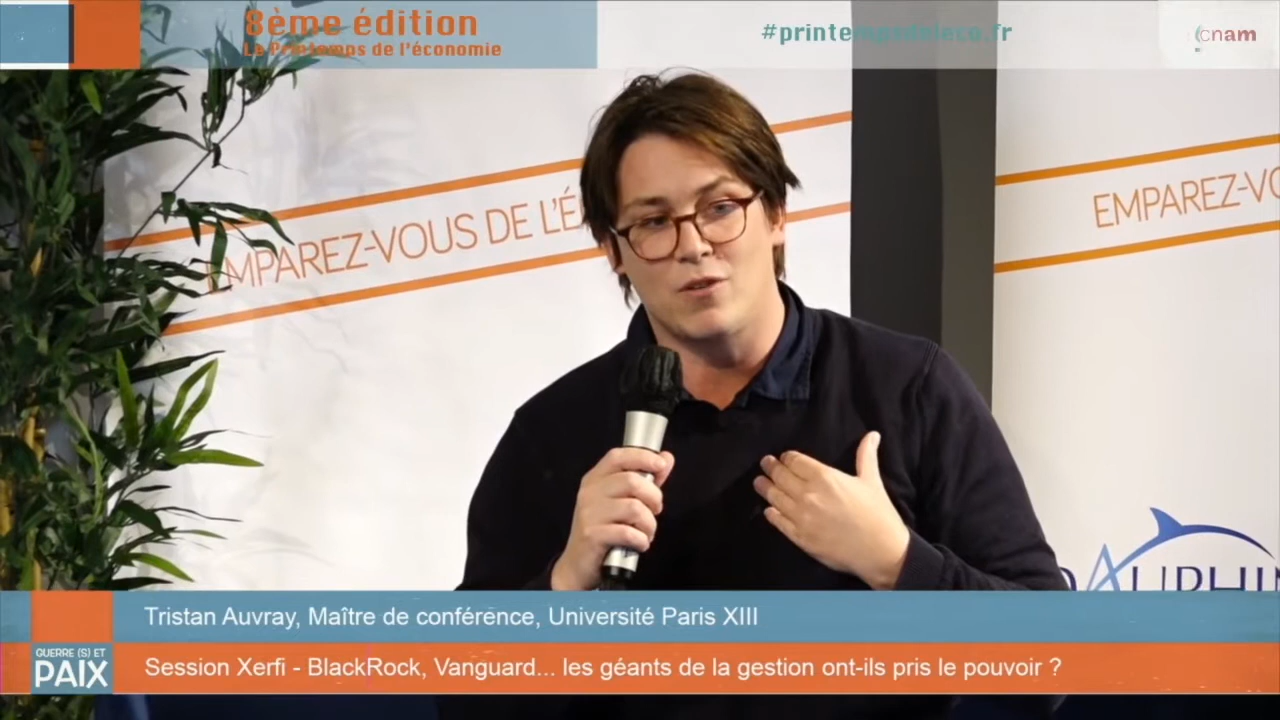 8ème édition
Le Printemps de l'économie
#printempsdeleco.fr
cnam
EMPAREZ-VOUS DE L'É
EMPAREZ-VO
DAUPHIN
Tristan Auvray, Maître de conférence, Université Paris XIII
GUERRE (S) ET
PAIX
Session Xerfi - BlackRock, Vanguard... les géants de la gestion ont-ils pris le pouvoir ?